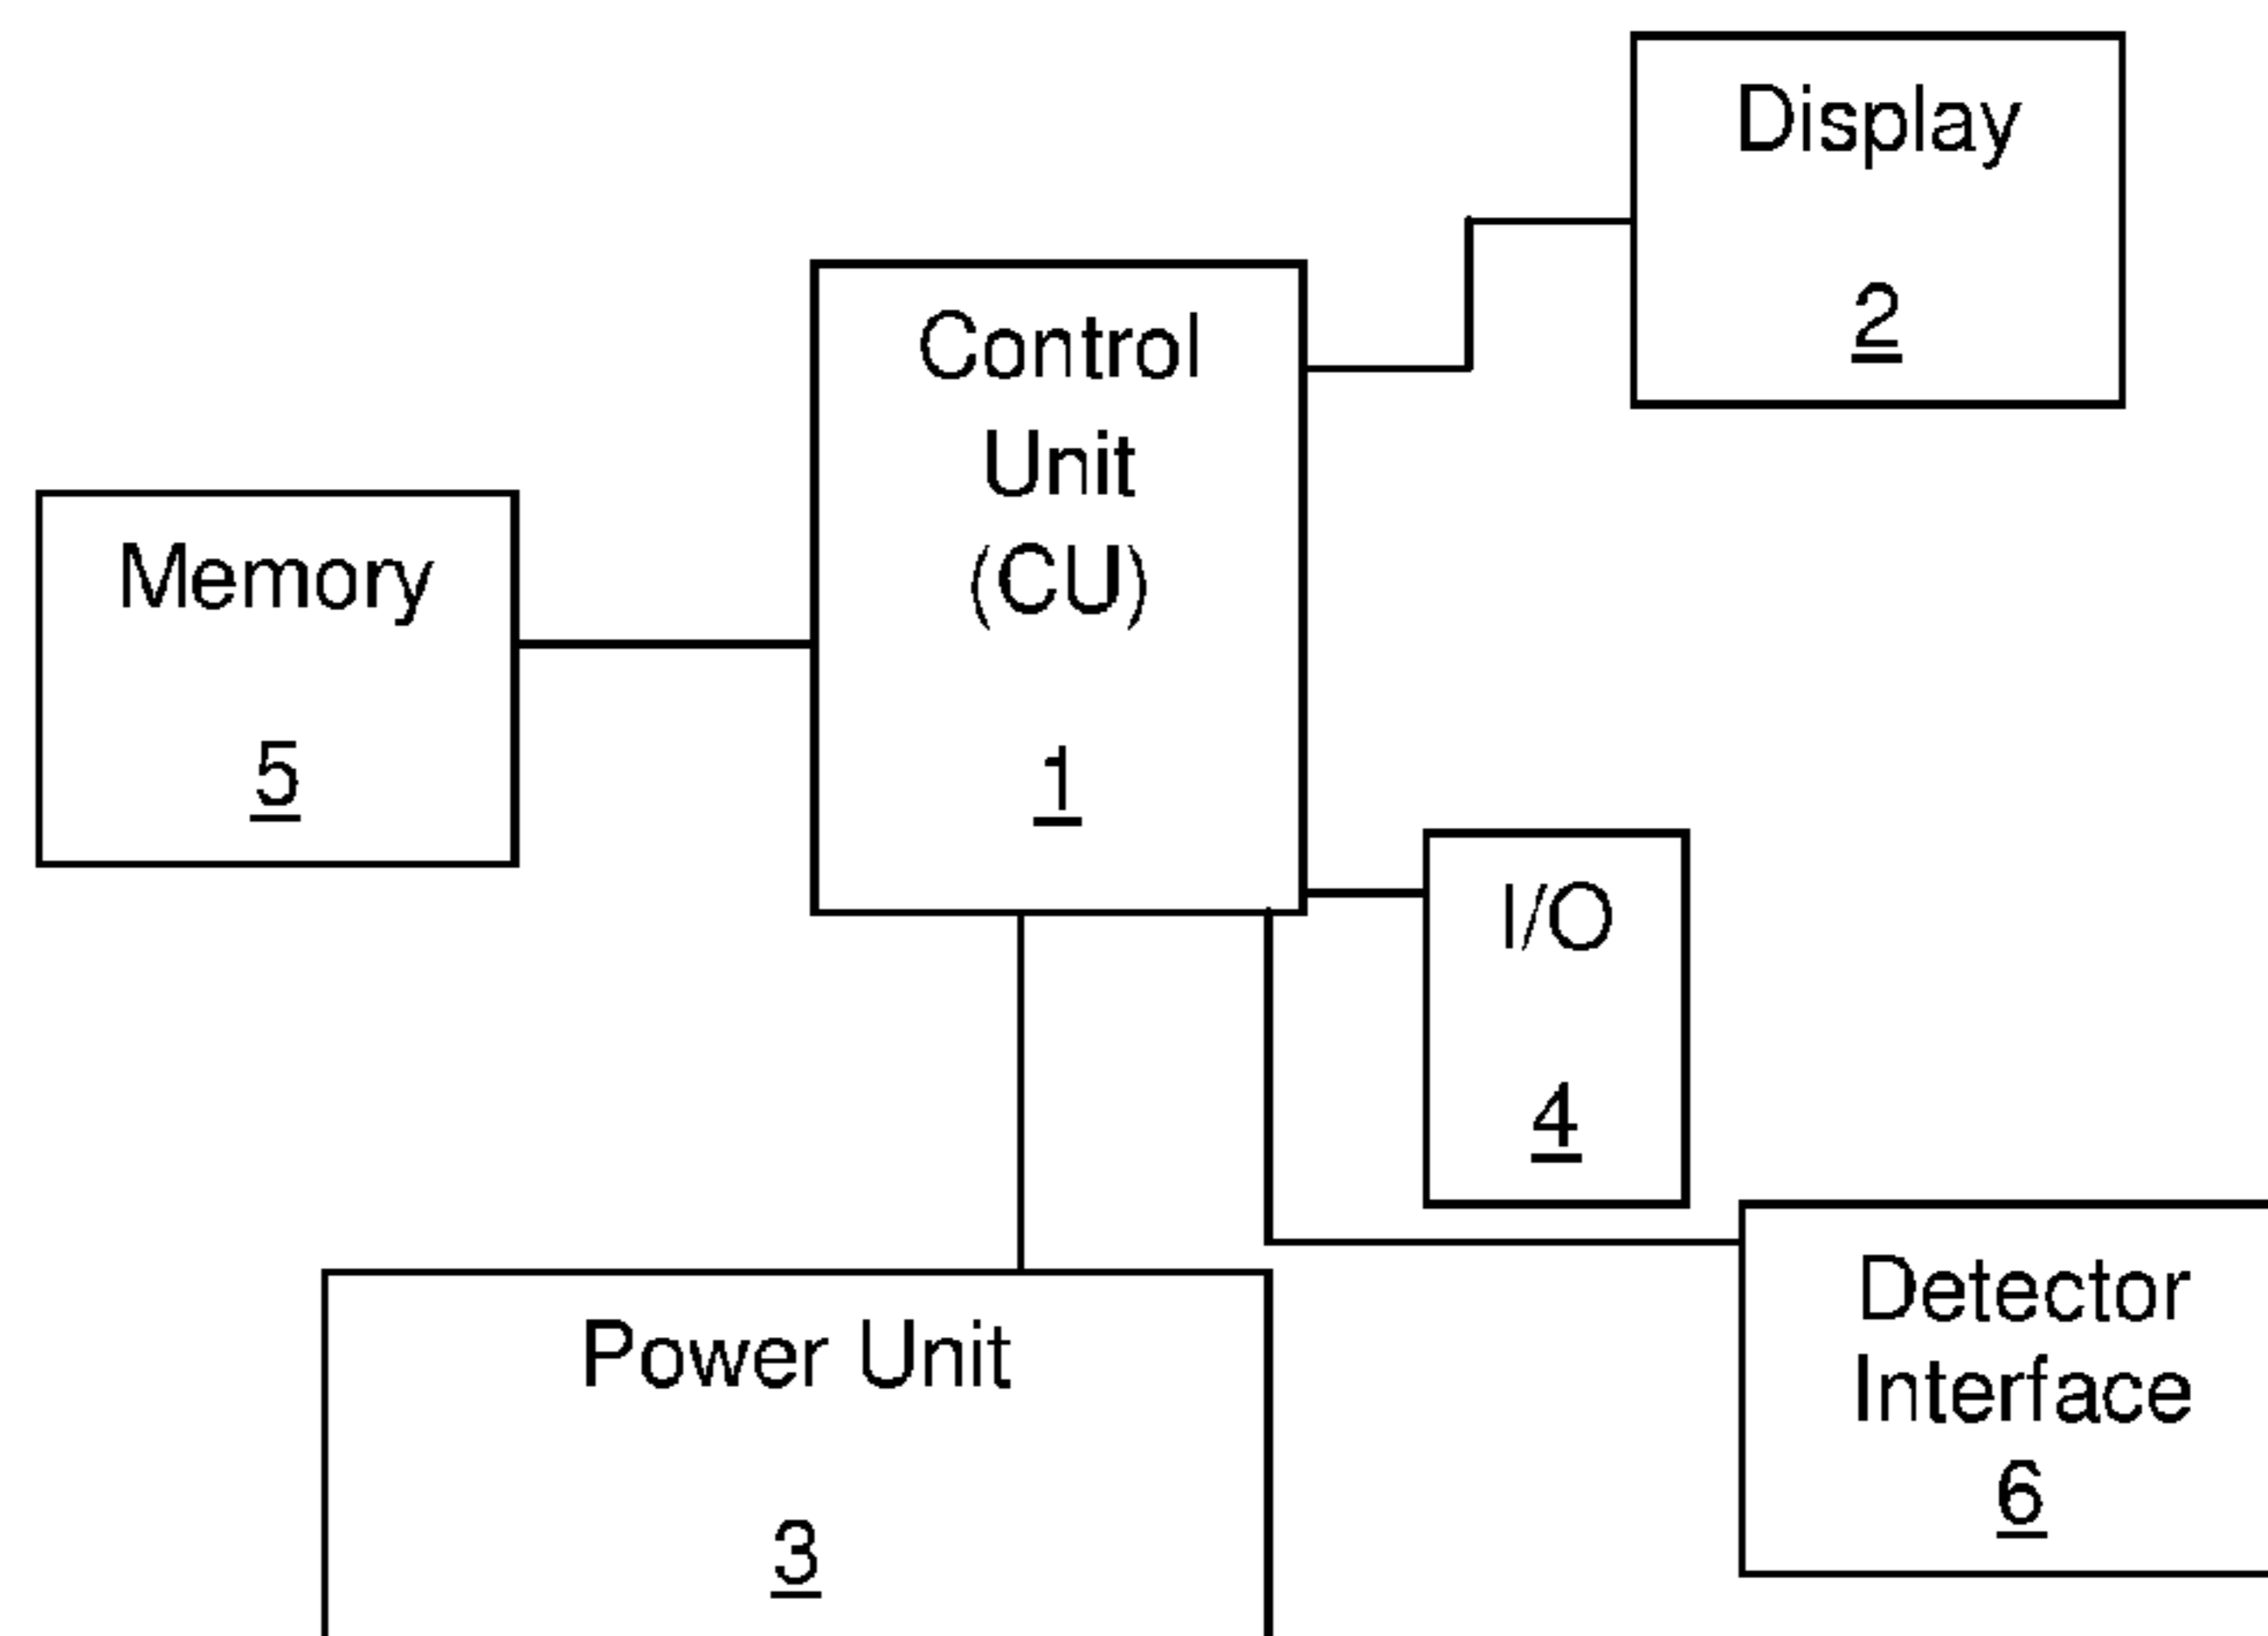 Display
2
Control
Unit
(CU)
1
Memory
5
I/O
4
Power Unit
3
Detector
Interface
6